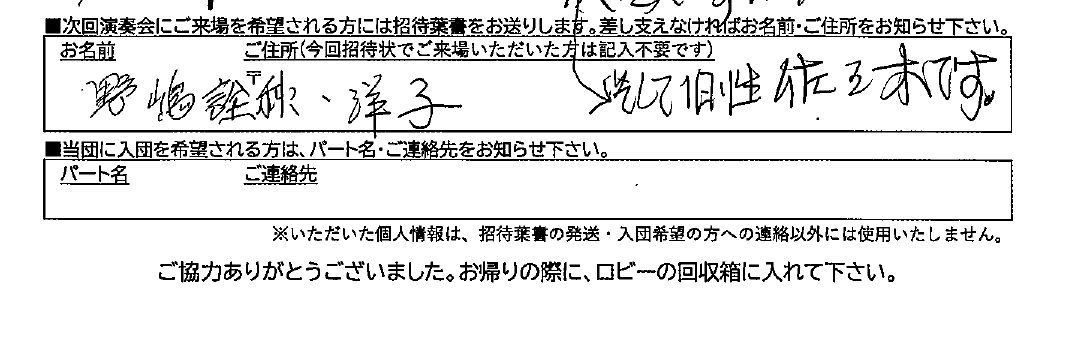 ■次回演奏会にご来場を希望される方には招待葉書をお送りします。差し支えなければお名前・ご住所をお知らせ下さい。
お名前 ご住所(今回招待状でご来場いただいた方は記入不要です)
〒
野嶋 、洋子 して旧性佐々木です。
■当団に入団を希望される方は、パート名・ご連絡先をお知らせ下さい。
パート名 ご連絡先
※いただいた個人情報は、招待葉書の発送・入団希望の方への連絡以外には使用いたしません。
ご協力ありがとうございました。お帰りの際に、ロビーの回収箱に入れて下さい。